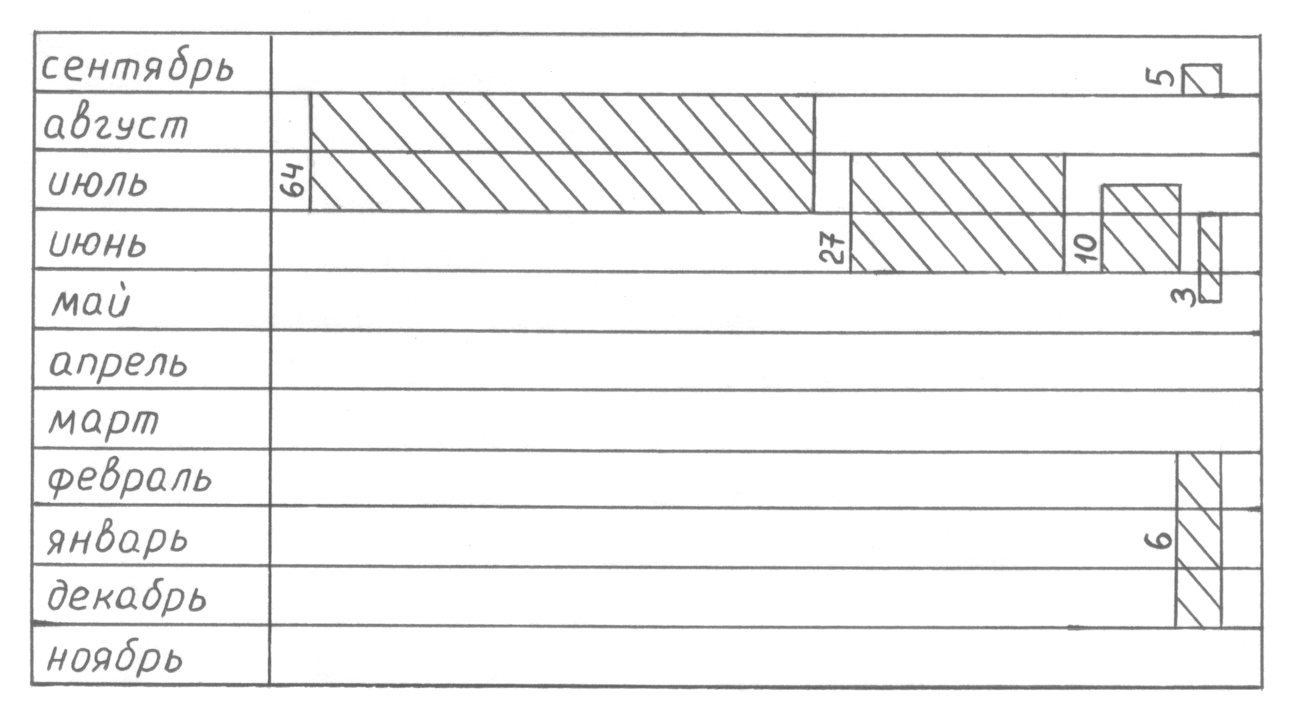 сентябрь 5
август
июль 64
июнь 27 10
май 3
апрель
март
февраль
январь 6
декабрь
ноябрь